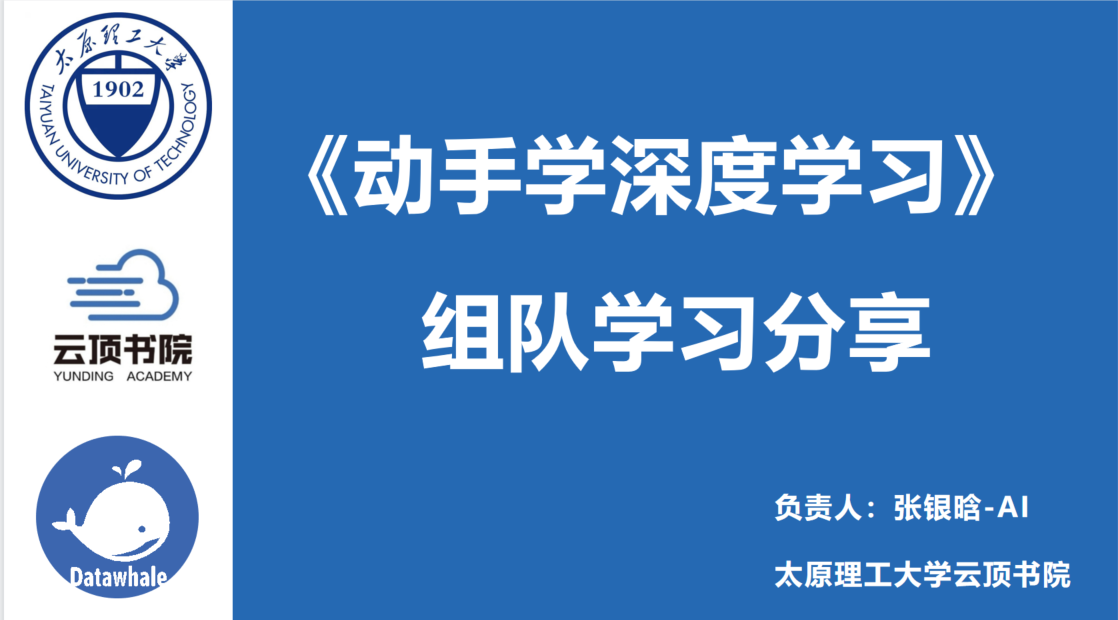 太原理工大学
1902
TAIYUAN UNIVERSITY OF TECHNOLOGY
云顶书院
YUNDING ACADEMY
Datawhale
《动手学深度学习》
组队学习分享
负责人：张银晗-AI
太原理工大学云顶书院